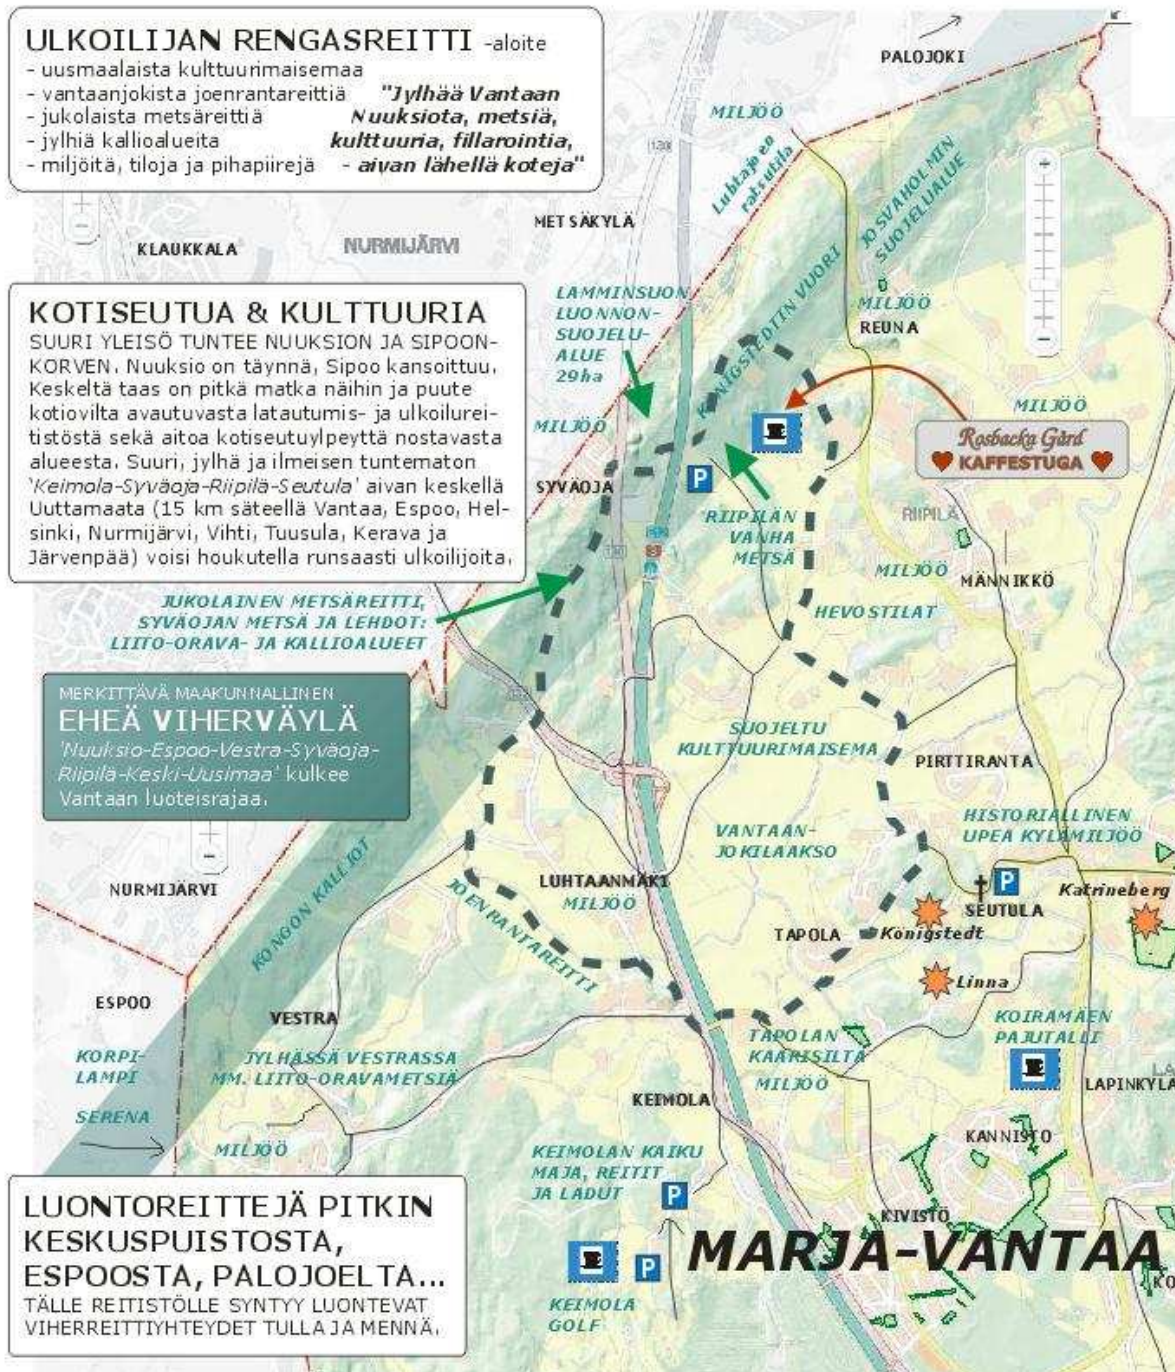 ULKOILIJAN RENGASREITTI -aloite
- uusmaalaista kulttuurimaisemaa
- vantaanjokista joenrantareittiä "Jylhää Vantaan
- jukolaista metsäreittiä Nuuksiota, metsiä,
- jylhiä kallioalueita kulttuuria, fillarointia,
- miljöitä, tiloja ja pihapiirejä - aivan lähellä koteja"
PALOJOKI
MILJÖÖ
Luhtajoen
ratsutila
130
METSÄKYLÄ
KLAUKKALA
NURMIJÄRVI
JOSVAHOLMIN
SUOJELUALUE
KÖNIGSTEDTIN VUORI
MILJÖÖ
REUNA
LAMMINSUON
LUONNON-
SUOJELU-
ALUE
29ha
MILJÖÖ
MILJÖÖ
Rosbacka Gård
KAFFESTUGA
KOTISEUTUA & KULTTUURIA
SUURI YLEISÖ TUNTEE NUUKSION JA SIPOON-
KORVEN. Nuuksio on täynnä, Sipoo kansoittuu.
Keskeltä taas on pitkä matka näihin ja puute
kotiovilta avautuvasta latautumis- ja ulkoilurei-
tistöstä sekä aitoa kotiseutuylpeyttä nostavasta
alueesta. Suuri, jylhä ja ilmeisen tuntematon
'Keimola-Syväoja-Riipilä-Seutula' aivan keskellä
Uuttamaata (15 km säteellä Vantaa, Espoo, Hel-
sinki, Nurmijärvi, Vihti, Tuusula, Kerava ja
Järvenpää) voisi houkutella runsaasti ulkoilijoita.
SYVÄOJA
P
RIIPILÄN
VANHA
METSÄ
RIIPILÄ
MILJÖÖ
MÄNNIKKÖ
HEVOSTILAT
130
3
JUKOLAINEN METSÄREITTI,
SYVÄOJAN METSÄ JA LEHDOT:
LIITO-ORAVA- JA KALLIOALUEET
MERKITTÄVÄ MAAKUNNALLINEN
EHEÄ VIHERVÄYLÄ
'Nuuksio-Espoo-Vestra-Syväoja-
Riipilä-Keski-Uusimaa' kulkee
Vantaan luoteisrajaa.
SUOJELTU
KULTTUURIMAISEMA
PIRTTIRANTA
HISTORIALLINEN
UPEA KYLÄMILJÖÖ
VANTAAN-
JOKILAAKSO
NURMIJÄRVI
KONGON KALLIOT
JOENRANTAREITTI
LUHTAANMÄKI
MILJÖÖ
P
SEUTULA
Katrineberg
TAPOLA
Königstedt
Linna
ESPOO
VESTRA
KORPI-
LAMPI
SERENA
JYLHÄSSÄ VESTRASSA
MM. LIITO-ORAVAMETSIÄ
MILJÖÖ
TAPOLAN
KAARISILTA
MILJÖÖ
KOIRAMÄEN
PAJUTALLI
LAPINKYLÄ
KEIMOLA
KANNISTO
KEIMOLAN KAIKU
MAJA, REITIT
JA LADUT
P
KIVISTÖ
MARJA-VANTAA
P
KEIMOLA
GOLF
KO
LUONTOREITTEJÄ PITKIN
KESKUSPUISTOSTA,
ESPOOSTA, PALOJOELTA...
TÄLLE REITISTÖLLE SYNTYY LUONTEVAT
VIHERREITTIYHTEYDET TULLA JA MENNÄ.